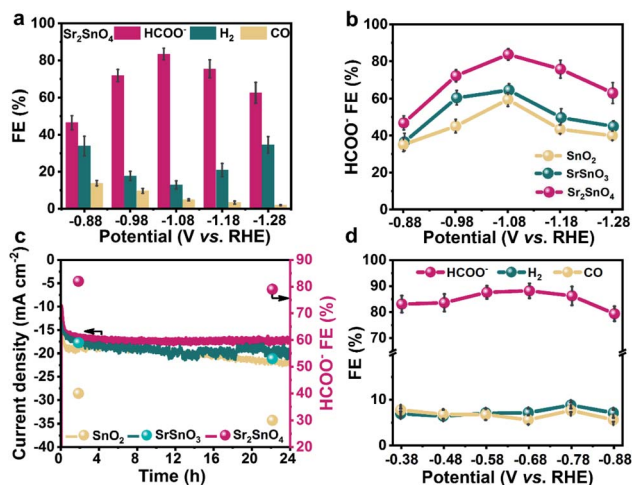 a
Sr₂SnO₄ HCOO⁻ H₂ CO
FE (%)
100
80
60
40
20
0
-0.88 -0.98 -1.08 -1.18 -1.28
Potential (V vs. RHE)
b
HCOO⁻ FE (%)
100
80
60
40
20
0
SnO₂
SrSnO₃
Sr₂SnO₄
-0.88 -0.98 -1.08 -1.18 -1.28
Potential (V vs. RHE)
c
Current density (mA cm⁻²)
0
-5
-10
-15
-20
-25
-30
-35
-40
90
80
70
60
50
40
30
20
HCOO⁻ FE (%)
SnO₂ SrSnO₃ Sr₂SnO₄
0 4 8 12 16 20 24
Time (h)
d
HCOO⁻ H₂ CO
FE (%)
100
90
80
10
0
-0.38 -0.48 -0.58 -0.68 -0.78 -0.88
Potential (V vs. RHE)